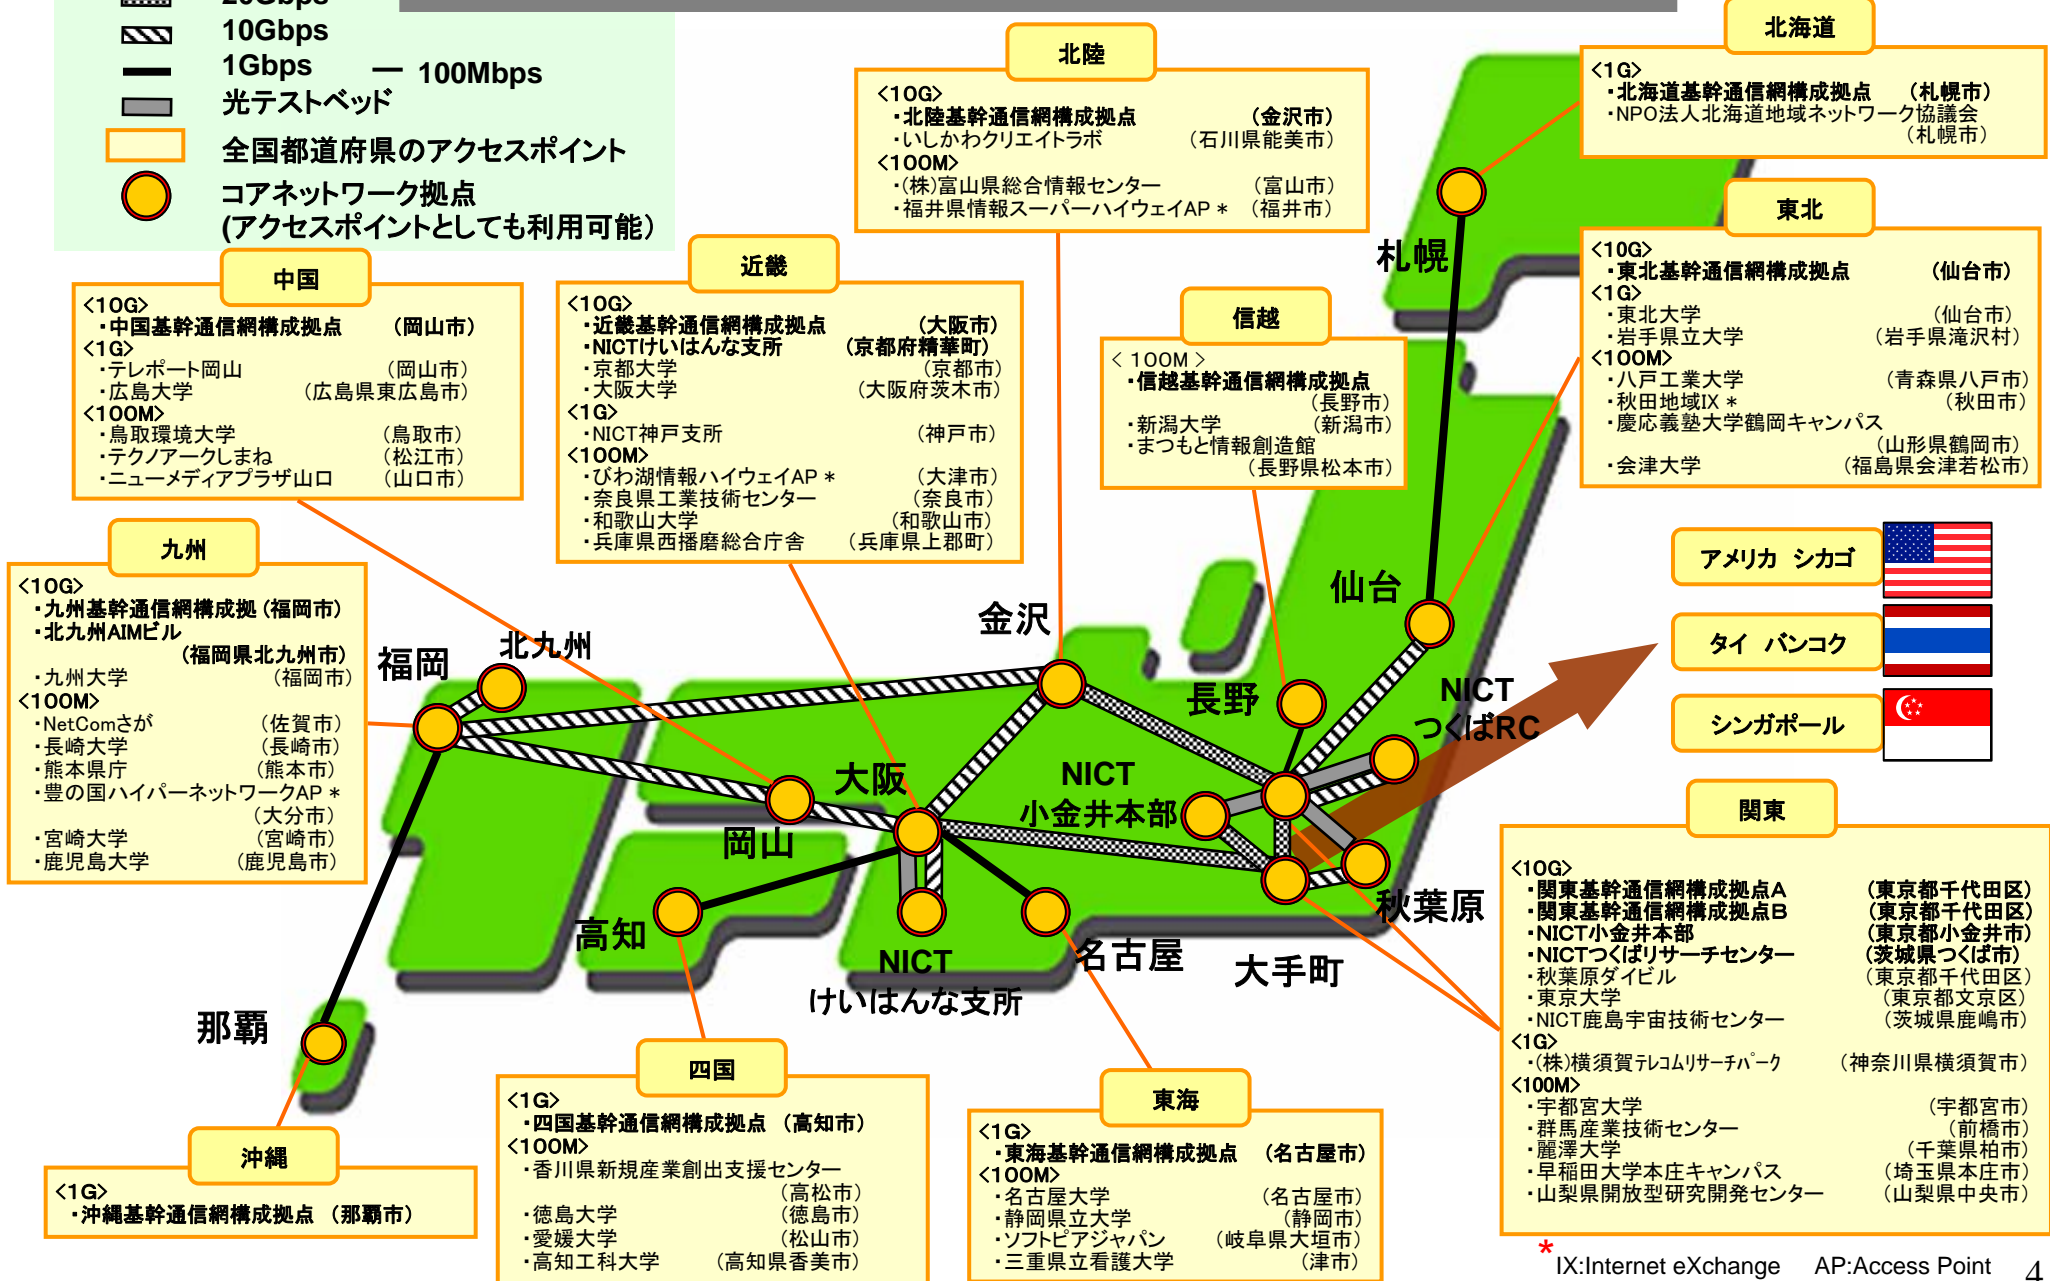 10Gbps
1Gbps
100Mbps
光テストベッド
全国都道府県のアクセスポイント
コアネットワーク拠点
(アクセスポイントとしても利用可能)
北海道
<1G>
・北海道基幹通信網構成拠点 (札幌市)
・NPO法人北海道地域ネットワーク協議会
(札幌市)
北陸
<10G>
・北陸基幹通信網構成拠点 (金沢市)
・いしかわクリエイトラボ (石川県能美市)
<100M>
・(株)富山県総合情報センター (富山市)
・福井県情報スーパーハイウェイAP * (福井市)
東北
<10G>
・東北基幹通信網構成拠点 (仙台市)
<1G>
・東北大学 (仙台市)
・岩手県立大学 (岩手県滝沢村)
<100M>
・八戸工業大学 (青森県八戸市)
・秋田地域IX * (秋田市)
・慶応義塾大学鶴岡キャンパス
(山形県鶴岡市)
・会津大学 (福島県会津若松市)
中国
<10G>
・中国基幹通信網構成拠点 (岡山市)
<1G>
・テレポート岡山 (岡山市)
・広島大学 (広島県東広島市)
<100M>
・鳥取環境大学 (鳥取市)
・テクノアークしまね (松江市)
・ニューメディアプラザ山口 (山口市)
近畿
<10G>
・近畿基幹通信網構成拠点 (大阪市)
・NICTけいはんな支所 (京都府精華町)
・京都大学 (京都市)
・大阪大学 (大阪府茨木市)
<1G>
・NICT神戸支所 (神戸市)
<100M>
・びわ湖情報ハイウェイAP * (大津市)
・奈良県工業技術センター (奈良市)
・和歌山大学 (和歌山市)
・兵庫県西播磨総合庁舎 (兵庫県上郡町)
信越
< 100M >
・信越基幹通信網構成拠点
(長野市)
・新潟大学 (新潟市)
・まつもと情報創造館
(長野県松本市)
九州
<10G>
・九州基幹通信網構成拠 (福岡市)
・北九州AIMビル
(福岡県北九州市)
・九州大学 (福岡市)
<100M>
・NetComさが (佐賀市)
・長崎大学 (長崎市)
・熊本県庁 (熊本市)
・豊の国ハイパーネットワークAP *
(大分市)
・宮崎大学 (宮崎市)
・鹿児島大学 (鹿児島市)
札幌
仙台
金沢
北九州
福岡
長野
NICT
つくばRC
大阪
NICT
小金井本部
岡山
高知
NICT
けいはんな支所
名古屋
大手町
秋葉原
那覇
アメリカ シカゴ
タイ バンコク
シンガポール
関東
<10G>
・関東基幹通信網構成拠点A (東京都千代田区)
・関東基幹通信網構成拠点B (東京都千代田区)
・NICT小金井本部 (東京都小金井市)
・NICTつくばリサーチセンター (茨城県つくば市)
・秋葉原ダイビル (東京都千代田区)
・東京大学 (東京都文京区)
・NICT鹿島宇宙技術センター (茨城県鹿嶋市)
<1G>
・(株)横須賀テレコムリサーチパーク (神奈川県横須賀市)
<100M>
・宇都宮大学 (宇都宮市)
・群馬産業技術センター (前橋市)
・麗澤大学 (千葉県柏市)
・早稲田大学本庄キャンパス (埼玉県本庄市)
・山梨県開放型研究開発センター (山梨県中央市)
沖縄
<1G>
・沖縄基幹通信網構成拠点 (那覇市)
四国
<1G>
・四国基幹通信網構成拠点 (高知市)
<100M>
・香川県新規産業創出支援センター
(高松市)
・徳島大学 (徳島市)
・愛媛大学 (松山市)
・高知工科大学 (高知県香美市)
東海
<1G>
・東海基幹通信網構成拠点 (名古屋市)
<100M>
・名古屋大学 (名古屋市)
・静岡県立大学 (静岡市)
・ソフトピアジャパン (岐阜県大垣市)
・三重県立看護大学 (津市)
*IX:Internet eXchange AP:Access Point
4